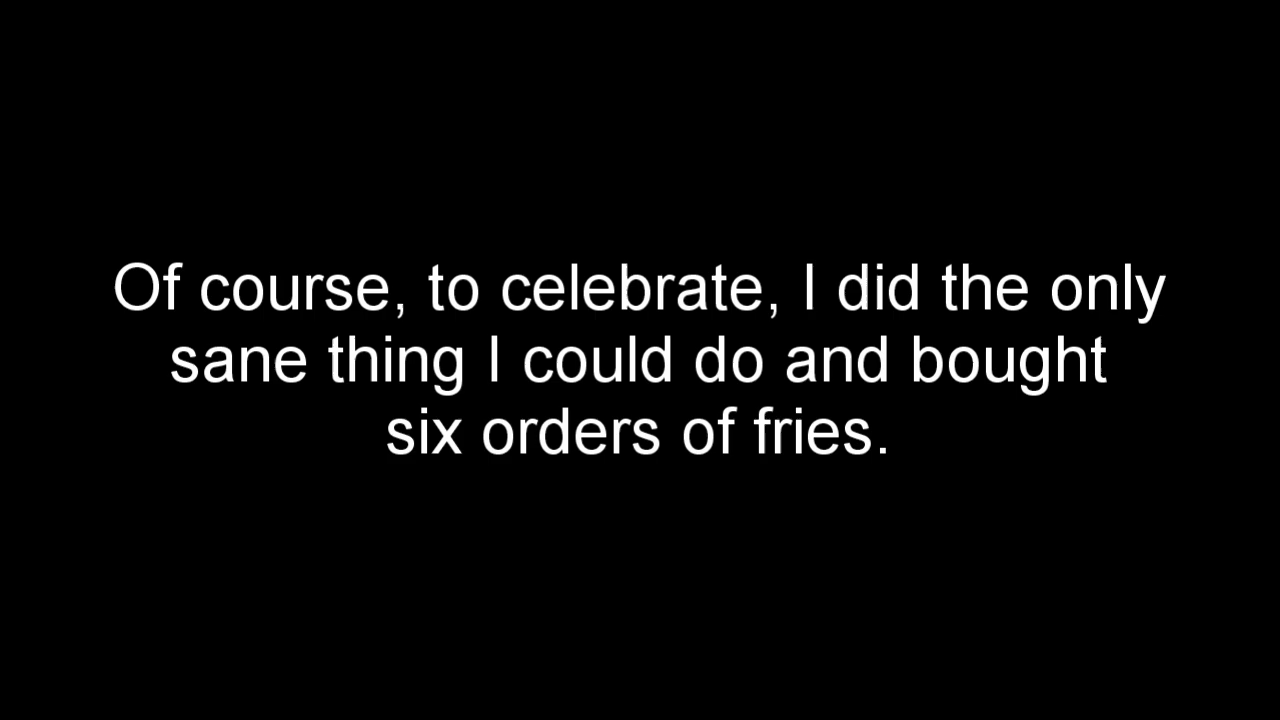 Of course, to celebrate, I did the only
sane thing I could do and bought
six orders of fries.